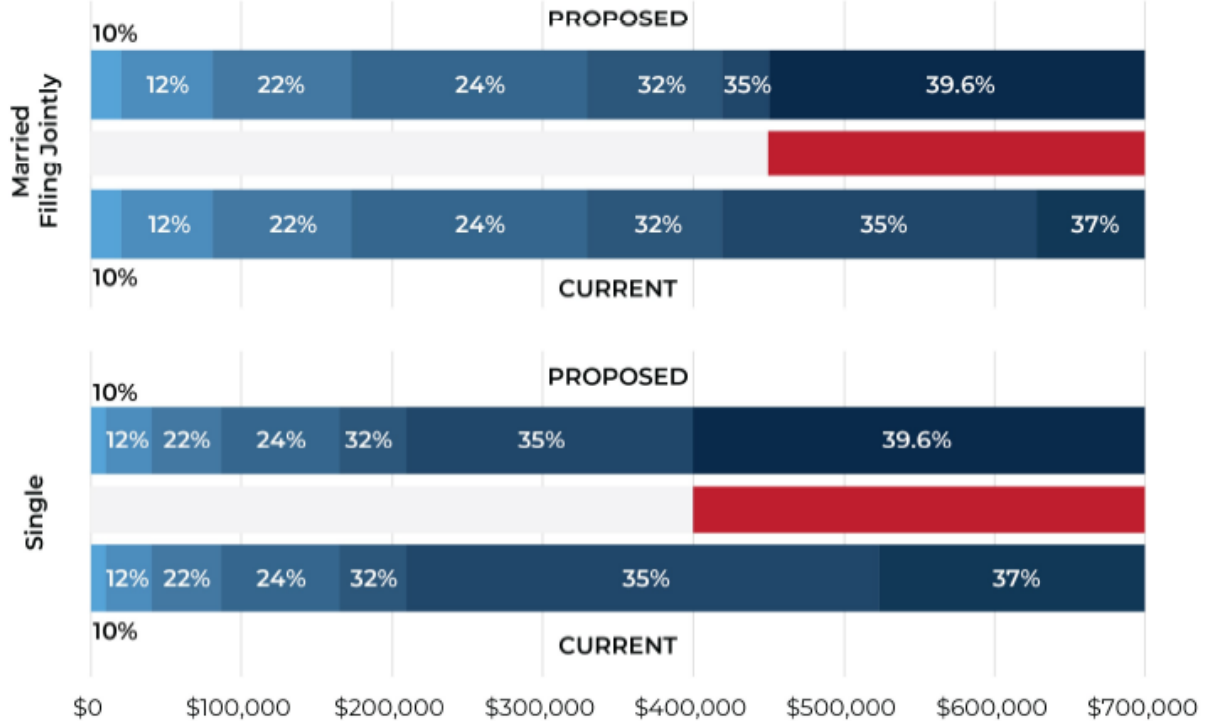 PROPOSED
10%
12% 22% 24% 32% 35% 39.6%
Married
Filing Jointly
12% 22% 24% 32% 35% 37%
10%
CURRENT
PROPOSED
10%
12% 22% 24% 32% 35% 39.6%
Single
12% 22% 24% 32% 35% 37%
10%
CURRENT
$0 $100,000 $200,000 $300,000 $400,000 $500,000 $600,000 $700,000